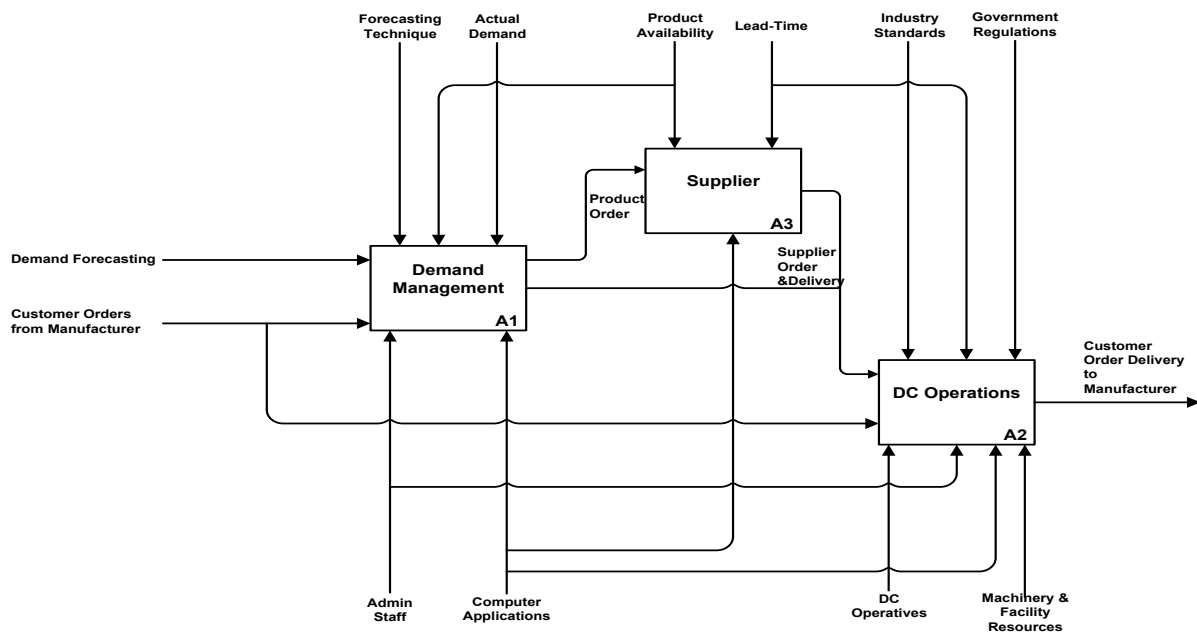 Forecasting
Technique
Actual
Demand
Product
Availability
Lead-Time
Industry
Standards
Government
Regulations
Supplier
A3
Product
Order
Demand Forecasting
Demand
Management
A1
Supplier
Order
&Delivery
Customer Orders
from Manufacturer
Customer
Order Delivery
to
Manufacturer
DC Operations
A2
Admin
Staff
Computer
Applications
DC
Operatives
Machinery &
Facility
Resources